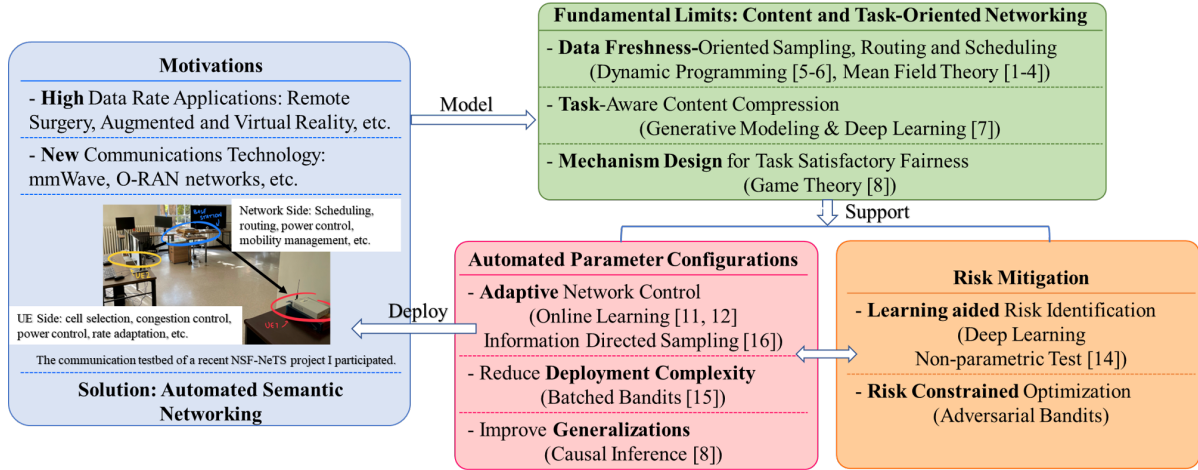 Motivations
- High Data Rate Applications: Remote
Surgery, Augmented and Virtual Reality, etc.
- New Communications Technology:
mmWave, O-RAN networks, etc.
Network Side: Scheduling,
routing, power control,
mobility management, etc.
BASE
STATION
UE2
UE1
UE Side: cell selection, congestion control,
power control, rate adaptation, etc.
The communication testbed of a recent NSF-NeTS project I participated.
Solution: Automated Semantic
Networking
Model
Fundamental Limits: Content and Task-Oriented Networking
- Data Freshness-Oriented Sampling, Routing and Scheduling
(Dynamic Programming [5-6], Mean Field Theory [1-4])
- Task-Aware Content Compression
(Generative Modeling & Deep Learning [7])
- Mechanism Design for Task Satisfactory Fairness
(Game Theory [8])
Support
Automated Parameter Configurations
- Adaptive Network Control
(Online Learning [11, 12]
Information Directed Sampling [16])
- Reduce Deployment Complexity
(Batched Bandits [15])
- Improve Generalizations
(Causal Inference [8])
Deploy
Risk Mitigation
- Learning aided Risk Identification
(Deep Learning
Non-parametric Test [14])
- Risk Constrained Optimization
(Adversarial Bandits)